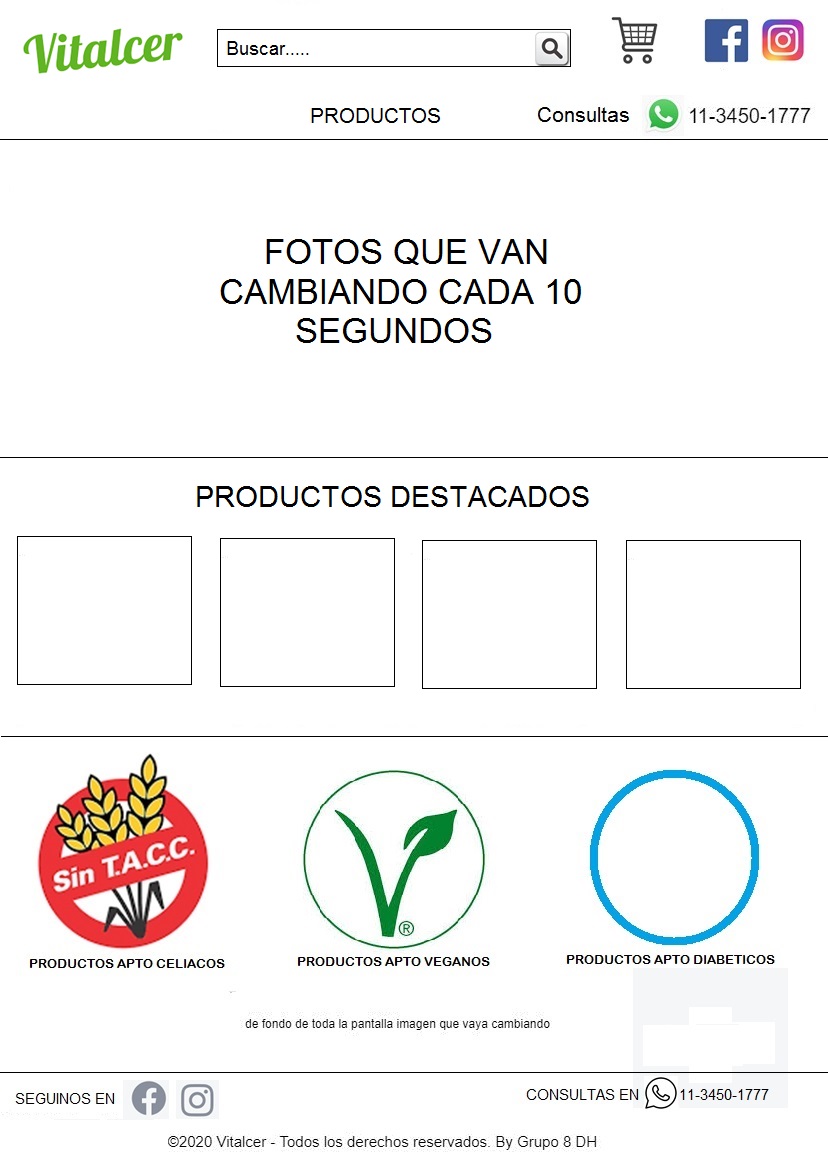 Vitalcer
Buscar.....
PRODUCTOS
Consultas
11-3450-1777
FOTOS QUE VAN
CAMBIANDO CADA 10
SEGUNDOS
PRODUCTOS DESTACADOS
Sin T.A.C.C.
®
PRODUCTOS APTO CELIACOS
PRODUCTOS APTO VEGANOS
PRODUCTOS APTO DIABETICOS
de fondo de toda la pantalla imagen que vaya cambiando
SEGUINOS EN
CONSULTAS EN
11-3450-1777
©2020 Vitalcer - Todos los derechos reservados. By Grupo 8 DH